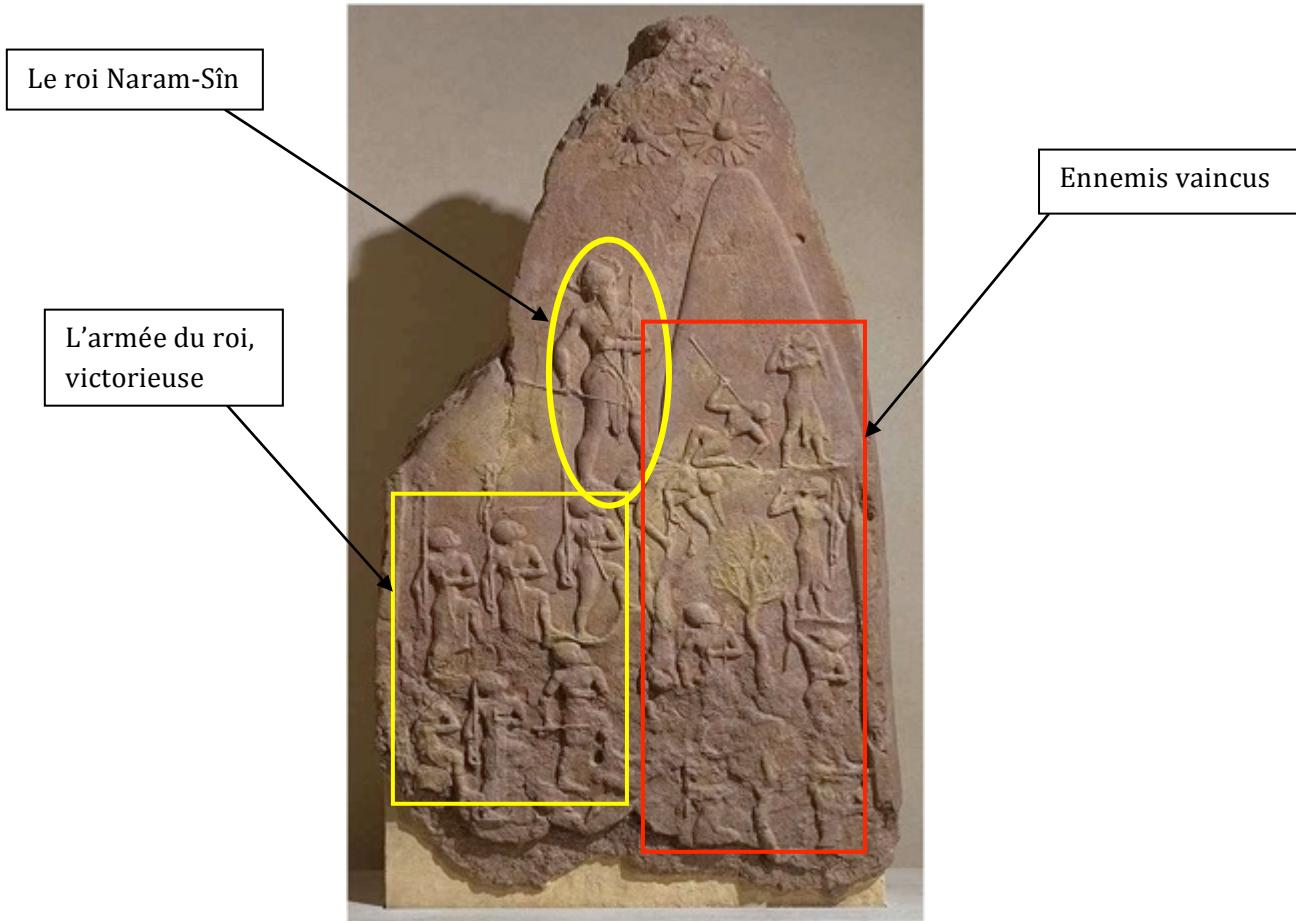 Le roi Naram-Sîn
Ennemis vaincus
L’armée du roi,
victorieuse